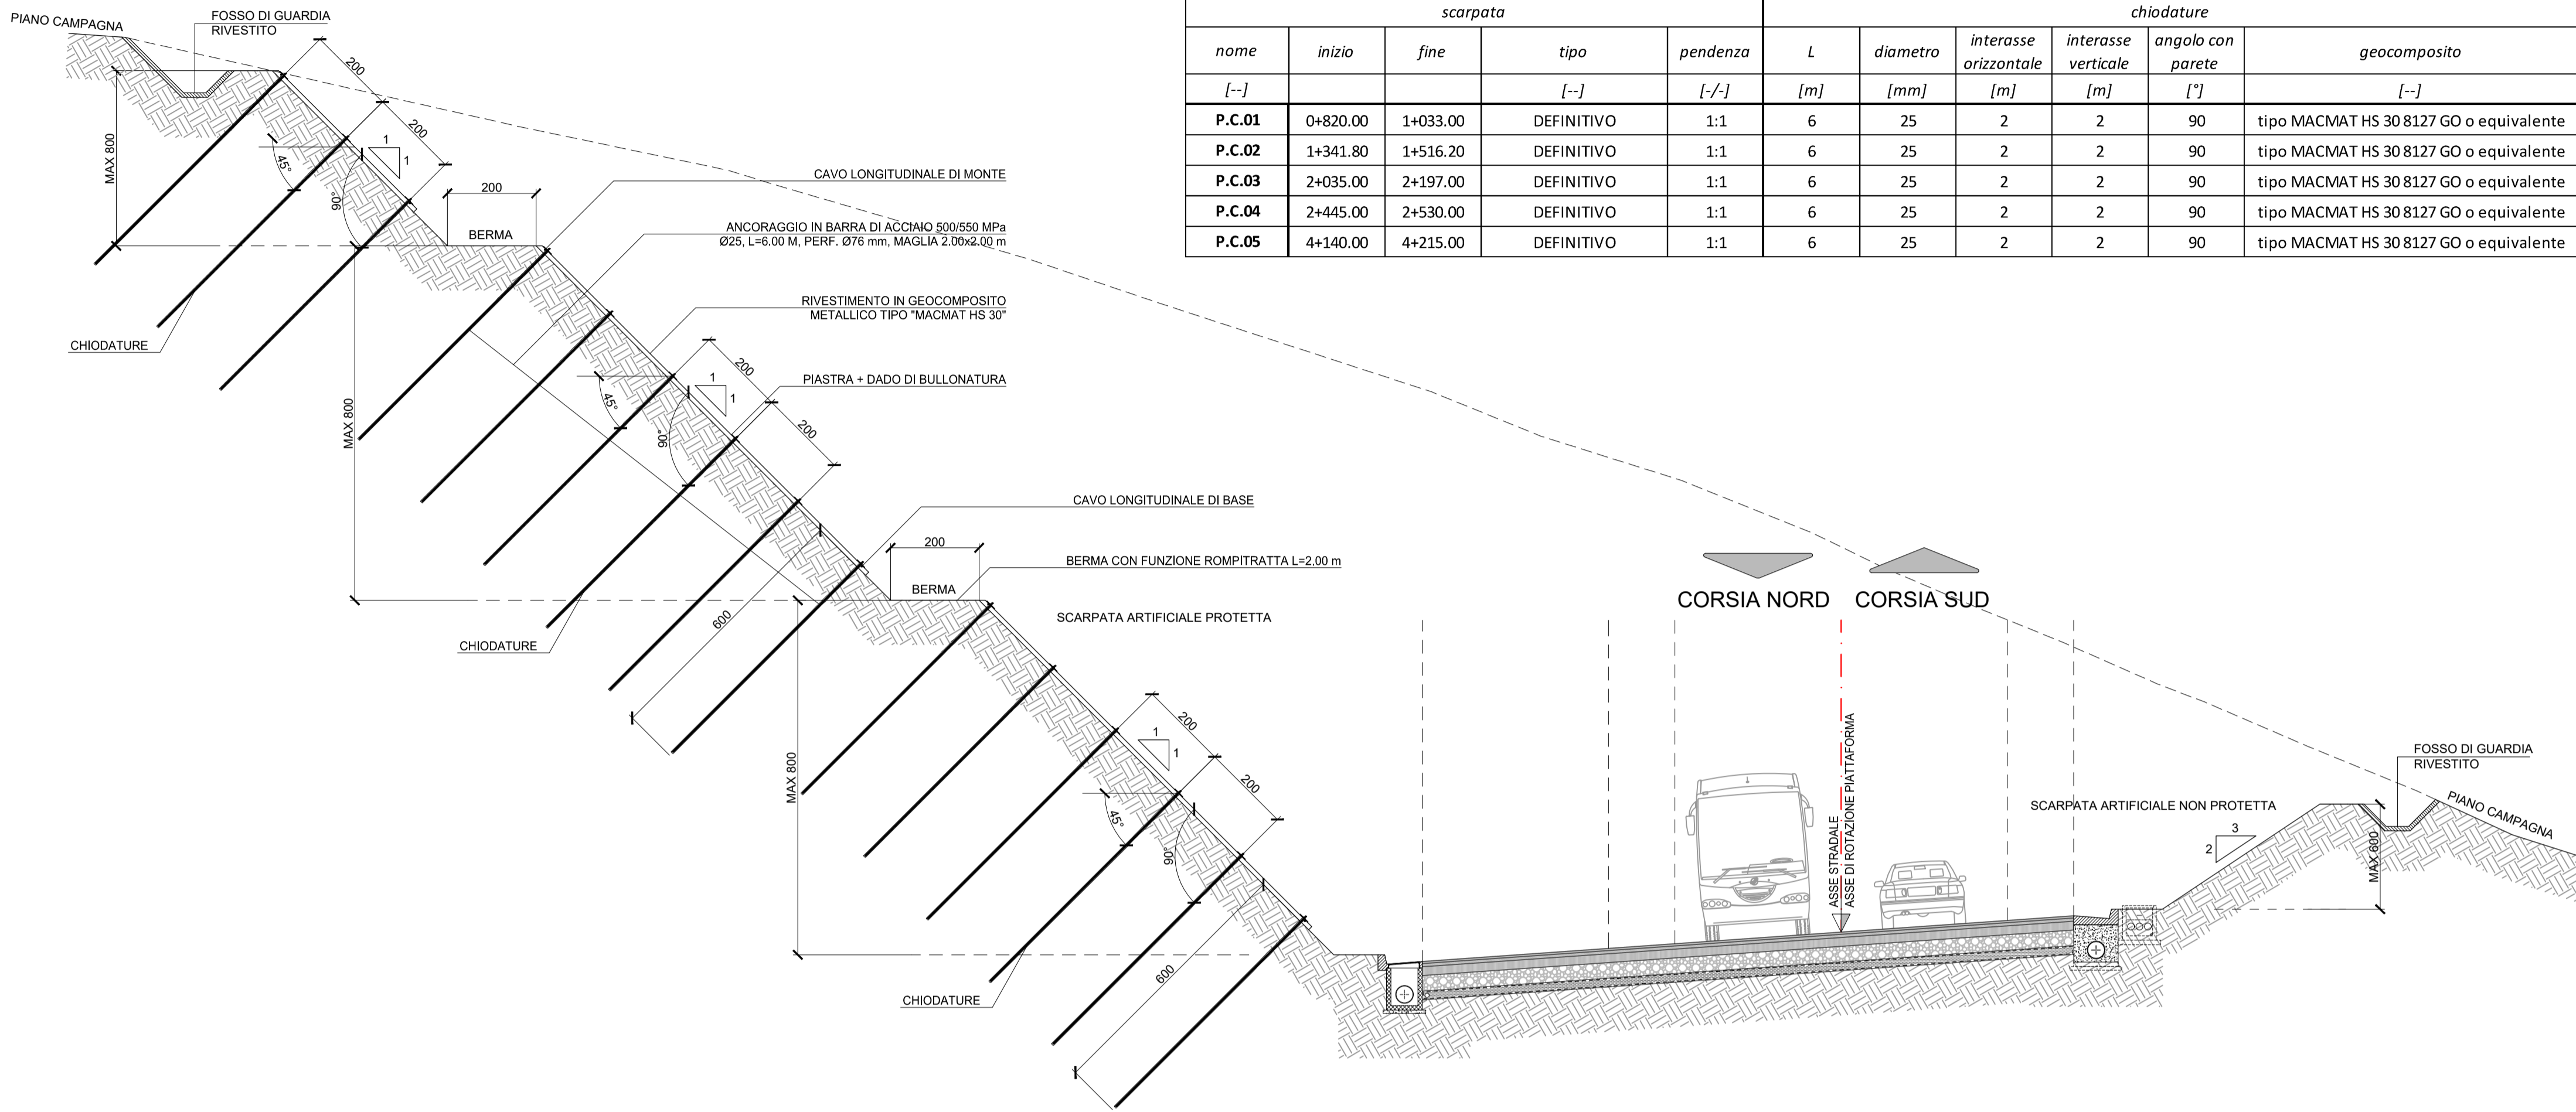 PIANO CAMPAGNA
FOSSO DI GUARDIA
RIVESTITO
200
200
MAX 800
1
1
45°
90°
200
BERMA
CHIODATURE
CAVO LONGITUDINALE DI MONTE
ANCORAGGIO IN BARRA DI ACCIAIO 500/550 MPa
Ø25, L=6.00 M, PERF. Ø76 mm, MAGLIA 2.00x2.00 m
RIVESTIMENTO IN GEOCOMPOSITO
METALLICO TIPO "MACMAT HS 30"
PIASTRA + DADO DI BULLONATURA
200
200
1
1
45°
90°
MAX 800
CAVO LONGITUDINALE DI BASE
200
BERMA
BERMA CON FUNZIONE ROMPITRATTA L=2.00 m
SCARPATA ARTIFICIALE PROTETTA
600
CHIODATURE
200
200
1
1
45°
90°
MAX 800
600
CHIODATURE
scarpata chiodature
nome inizio fine tipo pendenza L diametro interasse orizzontale interasse verticale angolo con parete geocomposito
[--] [--] [-/-] [m] [mm] [m] [m] [°] [--]
P.C.01 0+820.00 1+033.00 DEFINITIVO 1:1 6 25 2 2 90 tipo MACMAT HS 30 8127 GO o equivalente
P.C.02 1+341.80 1+516.20 DEFINITIVO 1:1 6 25 2 2 90 tipo MACMAT HS 30 8127 GO o equivalente
P.C.03 2+035.00 2+197.00 DEFINITIVO 1:1 6 25 2 2 90 tipo MACMAT HS 30 8127 GO o equivalente
P.C.04 2+445.00 2+530.00 DEFINITIVO 1:1 6 25 2 2 90 tipo MACMAT HS 30 8127 GO o equivalente
P.C.05 4+140.00 4+215.00 DEFINITIVO 1:1 6 25 2 2 90 tipo MACMAT HS 30 8127 GO o equivalente
CORSIA NORD CORSIA SUD
ASSE STRADALE
ASSE DI ROTAZIONE PIATTAFORMA
FOSSO DI GUARDIA
RIVESTITO
PIANO CAMPAGNA
SCARPATA ARTIFICIALE NON PROTETTA
3
2
MAX 600